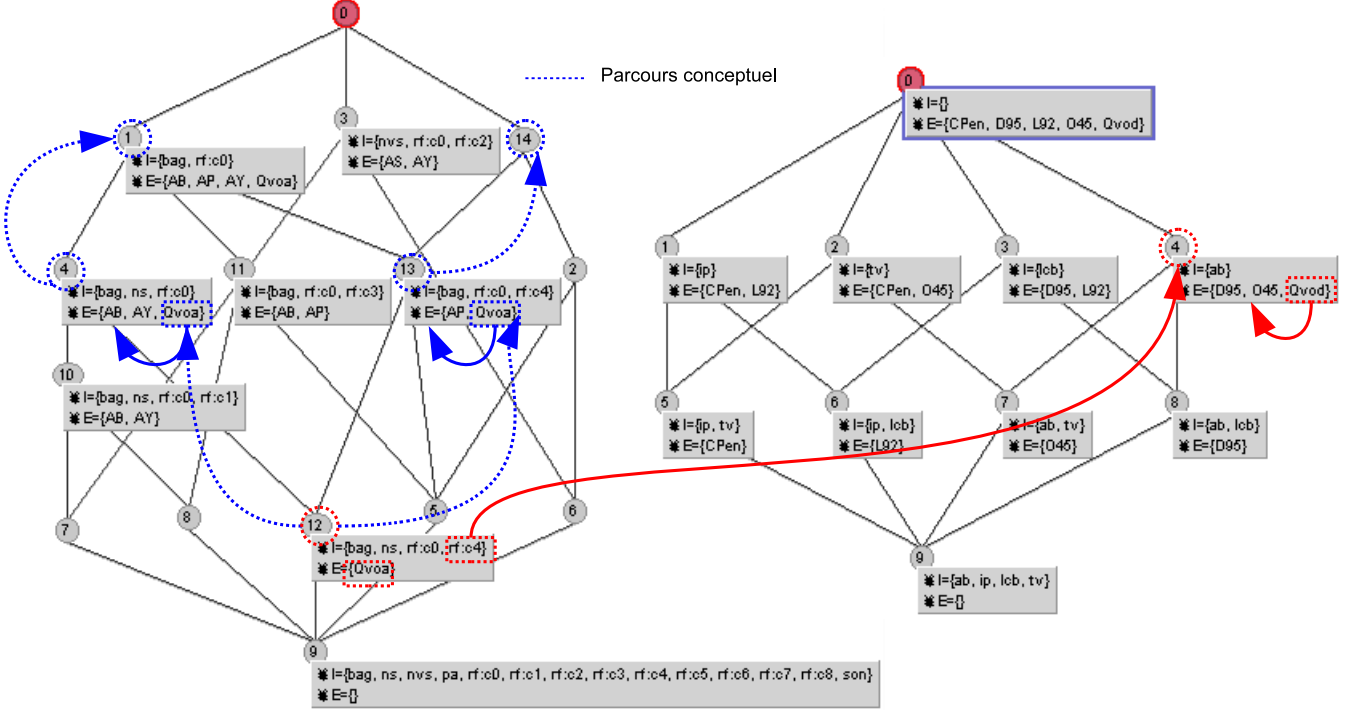 0
Parcours conceptuel
0
I={}
E={CPen, D95, L92, O45, Qvod}
1
3
14
I={nvs, rf:c0, rf:c2}
E={AS, AY}
I={bag, rf:c0}
E={AB, AP, AY, Qvoa}
1
2
3
4
I={ip}
E={CPen, L92}
I={tv}
E={CPen, O45}
I={lcb}
E={D95, L92}
I={ab}
E={D95, O45, Qvod}
4
11
13
2
I={bag, ns, rf:c0}
E={AB, AY, Qvoa}
I={bag, rf:c0, rf:c3}
E={AB, AP}
I={bag, rf:c0, rf:c4}
E={AP, Qvoa}
10
I={bag, ns, rf:c0, rf:c1}
E={AB, AY}
5
6
7
8
I={ip, tv}
E={CPen}
I={ip, lcb}
E={L92}
I={ab, tv}
E={O45}
I={ab, lcb}
E={D95}
7
8
12
5
6
I={bag, ns, rf:c0, rf:c4}
E={Qvoa}
9
I={ab, ip, lcb, tv}
E={}
9
I={bag, ns, nvs, pa, rf:c0, rf:c1, rf:c2, rf:c3, rf:c4, rf:c5, rf:c6, rf:c7, rf:c8, son}
E={}